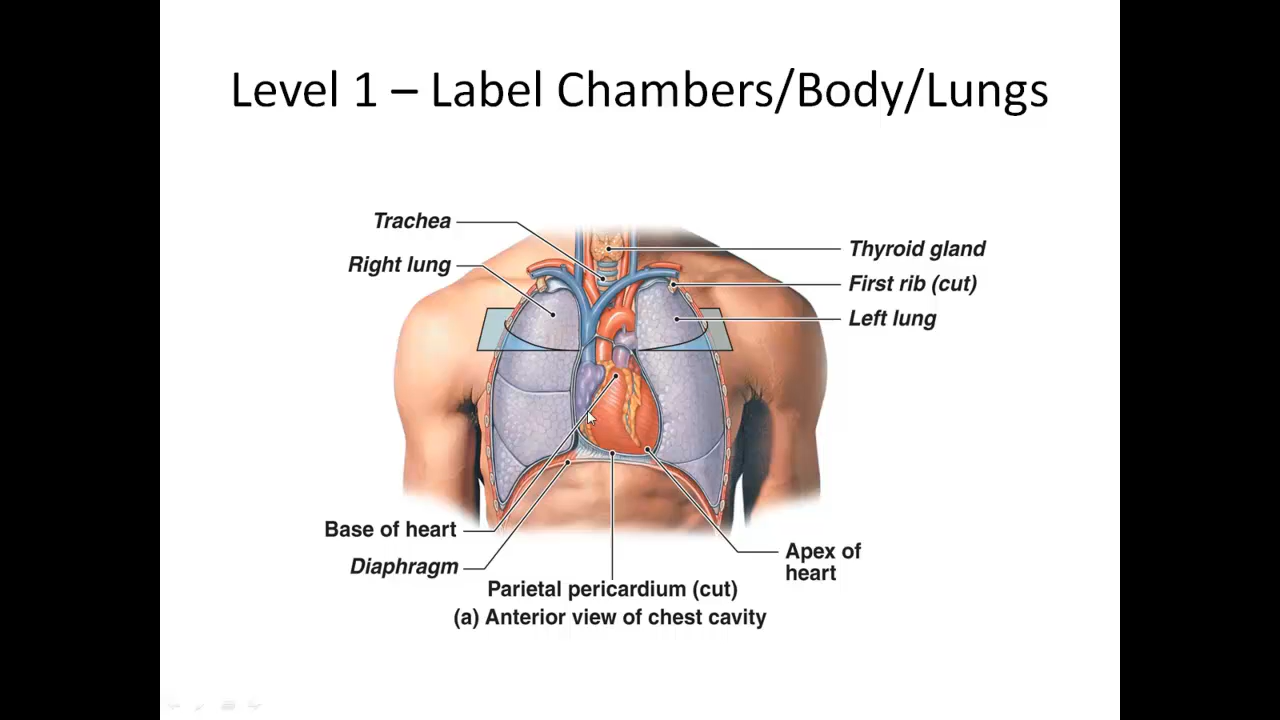 Level 1 – Label Chambers/Body/Lungs
Trachea
Right lung
Thyroid gland
First rib (cut)
Left lung
Base of heart
Diaphragm
Apex of
heart
Parietal pericardium (cut)
(a) Anterior view of chest cavity